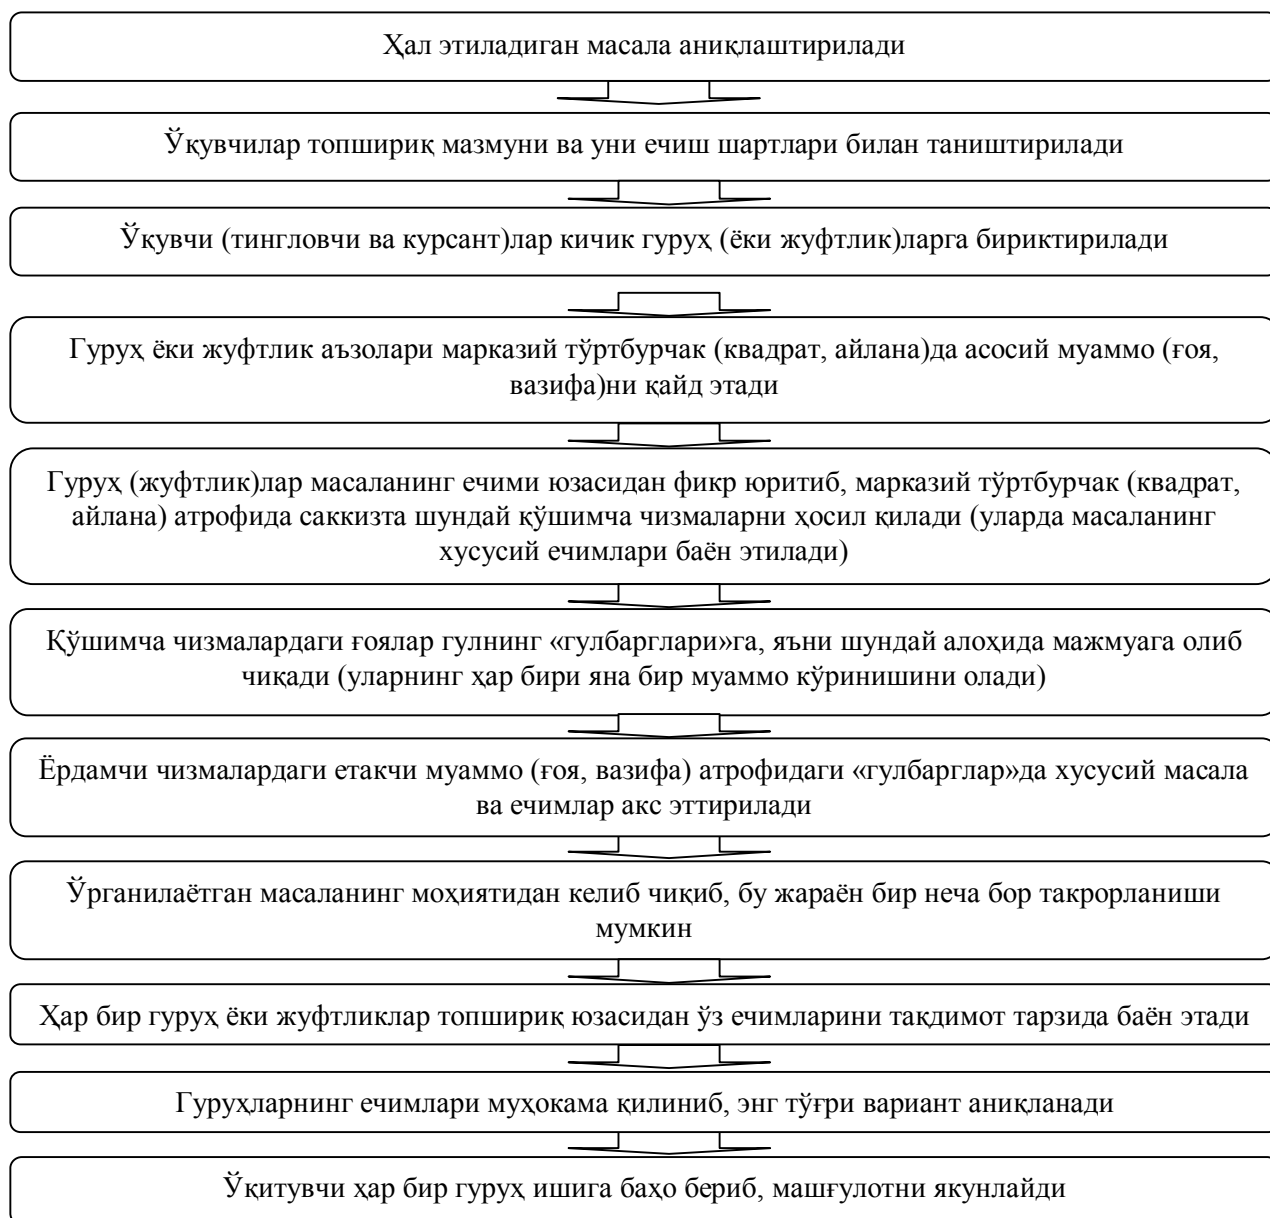 Ҳал этиладиган масала аниқлаштирилади
Ўқувчилар топшириқ мазмуни ва уни ечиш шартлари билан таништирилади
Ўқувчи (тингловчи ва курсант)лар кичик гуруҳ (ёки жуфтлик)ларга бириктирилади
Гуруҳ ёки жуфтлик аъзолари марказий тўртбурчак (квадрат, айлана)да асосий муаммо (ғоя,
вазифа)ни қайд этади
Гуруҳ (жуфтлик)лар масаланинг ечими юзасидан фикр юритиб, марказий тўртбурчак (квадрат,
айлана) атрофида саккизта шундай қўшимча чизмаларни ҳосил қилади (уларда масаланинг
хусусий ечимлари баён этилади)
Қўшимча чизмалардаги ғоялар гулнинг «гулбарглари»га, яъни шундай алоҳида мажмуага олиб
чиқади (уларнинг ҳар бири яна бир муаммо кўринишини олади)
Ёрдамчи чизмалардаги етакчи муаммо (ғоя, вазифа) атрофидаги «гулбарглар»да хусусий масала
ва ечимлар акс эттирилади
Ўрганилаётган масаланинг моҳиятидан келиб чиқиб, бу жараён бир неча бор такрорланиши
мумкин
Ҳар бир гуруҳ ёки жуфтликлар топшириқ юзасидан ўз ечимларини тақдимот тарзида баён этади
Гуруҳларнинг ечимлари муҳокама қилиниб, энг тўғри вариант аниқланади
Ўқитувчи ҳар бир гуруҳ ишига баҳо бериб, машғулотни якунлайди